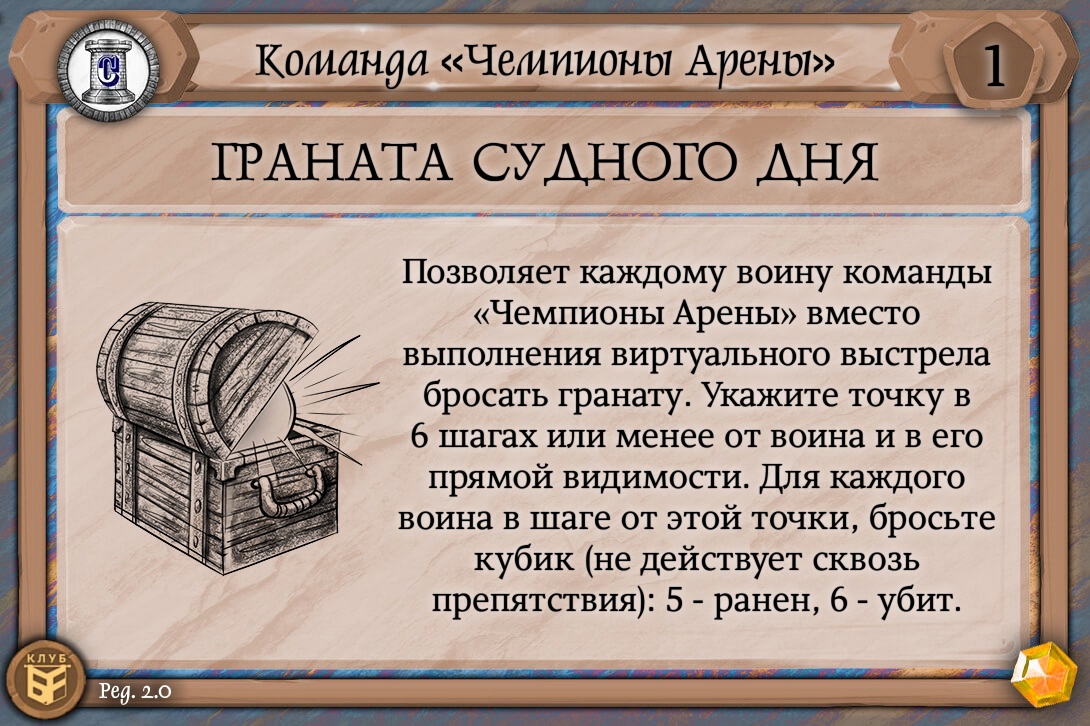 С
Команда «Чемпионы Арены»
1
ГРАНАТА СУДНОГО ДНЯ
Позволяет каждому воину команды
«Чемпионы Арены» вместо
выполнения виртуального выстрела
бросать гранату. Укажите точку в
6 шагах или менее от воина и в его
прямой видимости. Для каждого
воина в шаге от этой точки, бросьте
кубик (не действует сквозь
препятствия): 5 - ранен, 6 - убит.
КЛУБ
Ред. 2.0